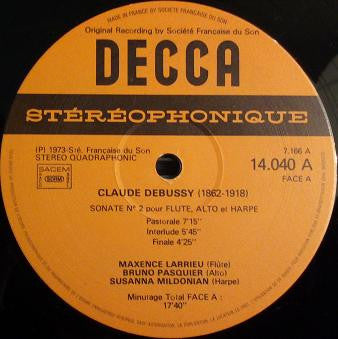 MADE IN FRANCE BY SOCIETE FRANÇAISE DU SON
Original Recording by Société Française du Son
DECCA
STÉRÉOPHONIQUE
(P) 1973-Sté. Française du Son
STEREO QUADRAPHONIC
7.166 A
14.040 A
FACE A
SACEM
CLAUDE DEBUSSY (1862-1918)
SONATE Nº 2 pour FLUTE, ALTO et HARPE
Pastorale 7'15"
Interlude 5'45"
Finale 4'25"
MAXENCE LARRIEU (Flûte)
BRUNO PASQUIER (Alto)
SUSANNA MILDONIAN (Harpe)
Minutage Total FACE A :
17'40"